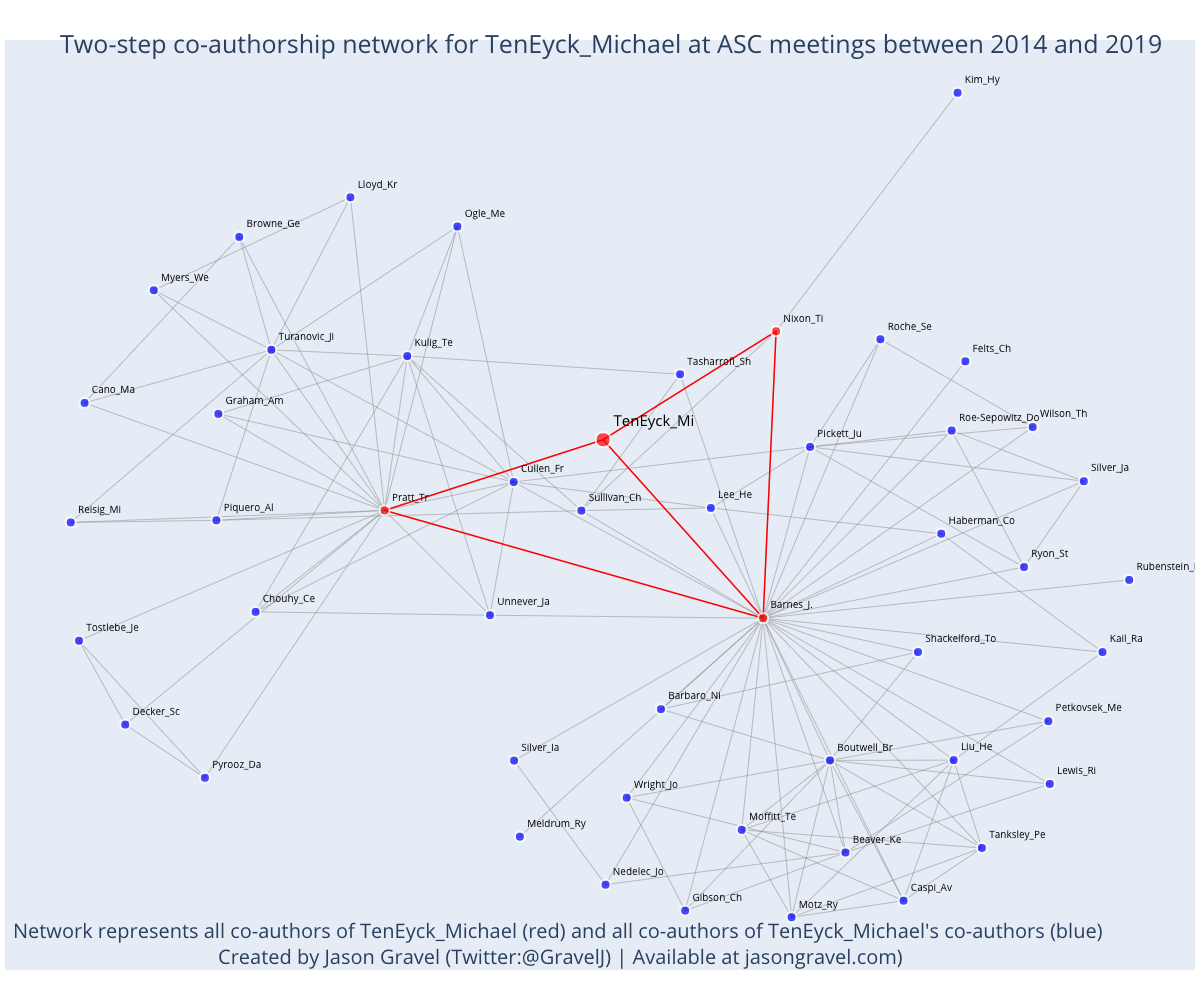 Two-step co-authorship network for TenEyck_Michael at ASC meetings between 2014 and 2019
Kim_Hy
Lloyd_Kr
Ogle_Me
Browne_Ge
Myers_We
Nixon_Ti
Roche_Se
Turanovic_Ji
Kulig_Te
Felts_Ch
Tasharrofi_Sh
Cano_Ma
Graham_Am
TenEyck_Mi
Roe-Sepowitz_Do
Wilson_Th
Pickett_Ju
Cullen_Fr
Silver_Ja
Pratt_Tr
Sullivan_Ch
Lee_He
Reisig_Mi
Piquero_Al
Haberman_Co
Ryon_St
Rubenstein_
Chouhy_Ce
Unnever_Ja
Barnes_J.
Tostlebe_Je
Shackelford_To
Kail_Ra
Barbaro_Ni
Decker_Sc
Petkovsek_Me
Silver_Ia
Boutwell_Br
Liu_He
Pyrooz_Da
Lewis_Ri
Wright_Jo
Meldrum_Ry
Moffitt_Te
Beaver_Ke
Tanksley_Pe
Nedelec_Jo
Gibson_Ch
Motz_Ry
Caspi_Av
Network represents all co-authors of TenEyck_Michael (red) and all co-authors of TenEyck_Michael's co-authors (blue)
Created by Jason Gravel (Twitter:@GravelJ) | Available at jasongravel.com)